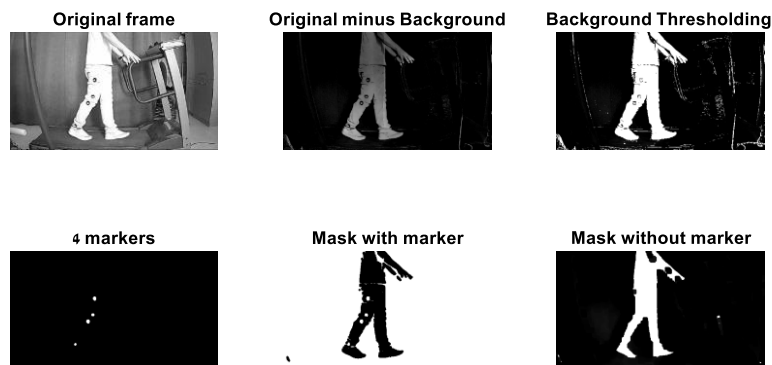 Original frame
Original minus Background
Background Thresholding
4 markers
Mask with marker
Mask without marker